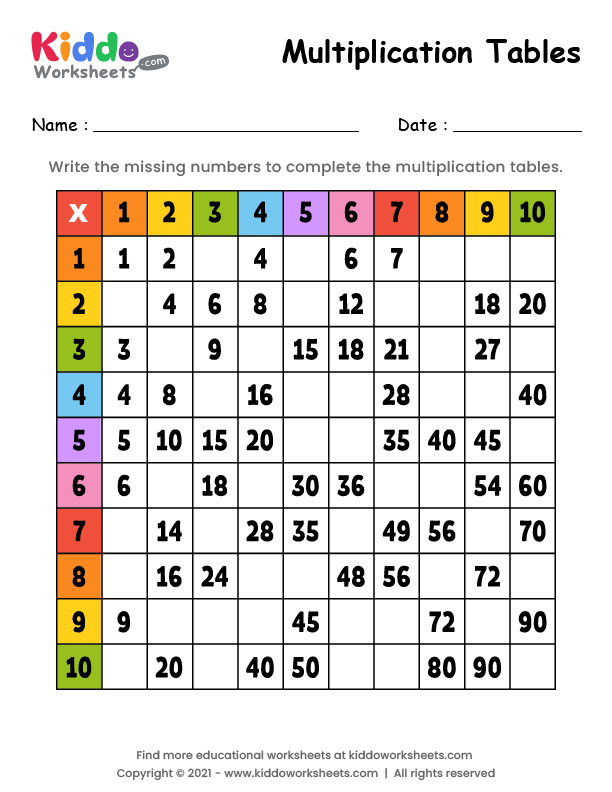 Kiddo
Worksheets.com
Multiplication Tables
Name :
Date :
Write the missing numbers to complete the multiplication tables.
X 1 2 3 4 5 6 7 8 9 10
1 1 2 4 6 7
2 4 6 8 12 18 20
3 3 9 15 18 21 27
4 4 8 16 28 40
5 5 10 15 20 35 40 45
6 6 18 30 36 54 60
7 14 28 35 49 56 70
8 16 24 48 56 72
9 9 45 72 90
10 20 40 50 80 90
Find more educational worksheets at kiddoworksheets.com
Copyright © 2021 - www.kiddoworksheets.com | All rights reserved